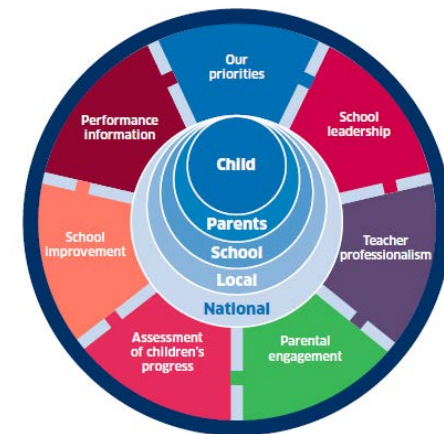 Our
priorities
School
leadership
Teacher
professionalism
Parental
engagement
Assessment
of children's
progress
School
improvement
Performance
information
Child
Parents
School
Local
National